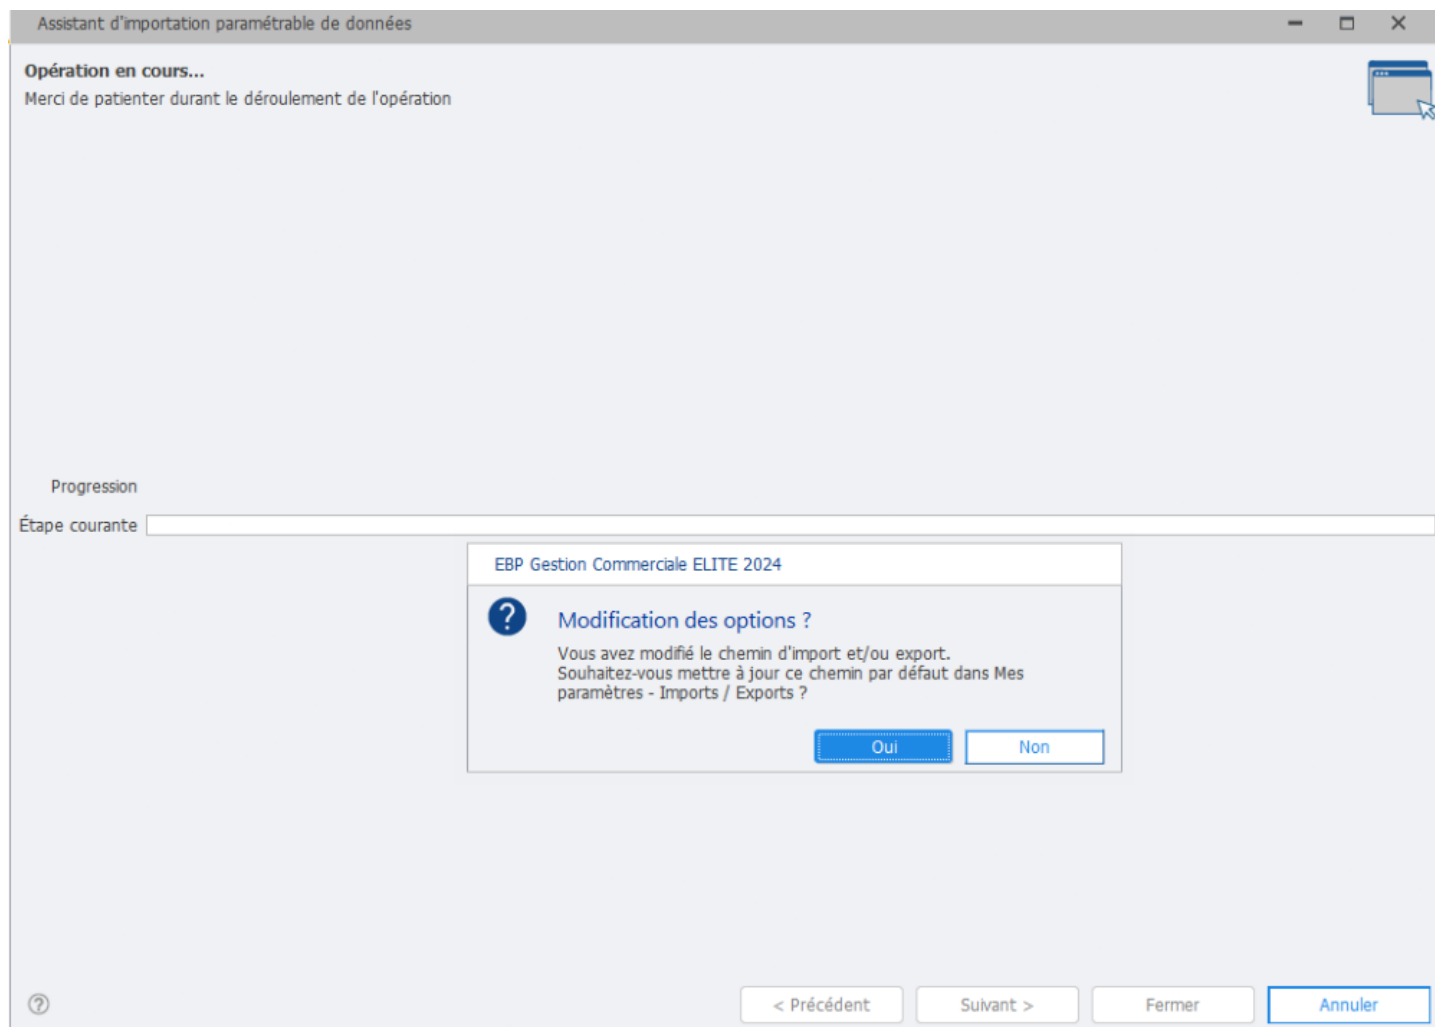 Assistant d'importation paramétrable de données
Opération en cours...
Merci de patienter durant le déroulement de l'opération
Progression
Étape courante
EBP Gestion Commerciale ELITE 2024
?
Modification des options ?
Vous avez modifié le chemin d'import et/ou export.
Souhaitez-vous mettre à jour ce chemin par défaut dans Mes
paramètres - Imports / Exports ?
Oui
Non
?
< Précédent
Suivant >
Fermer
Annuler